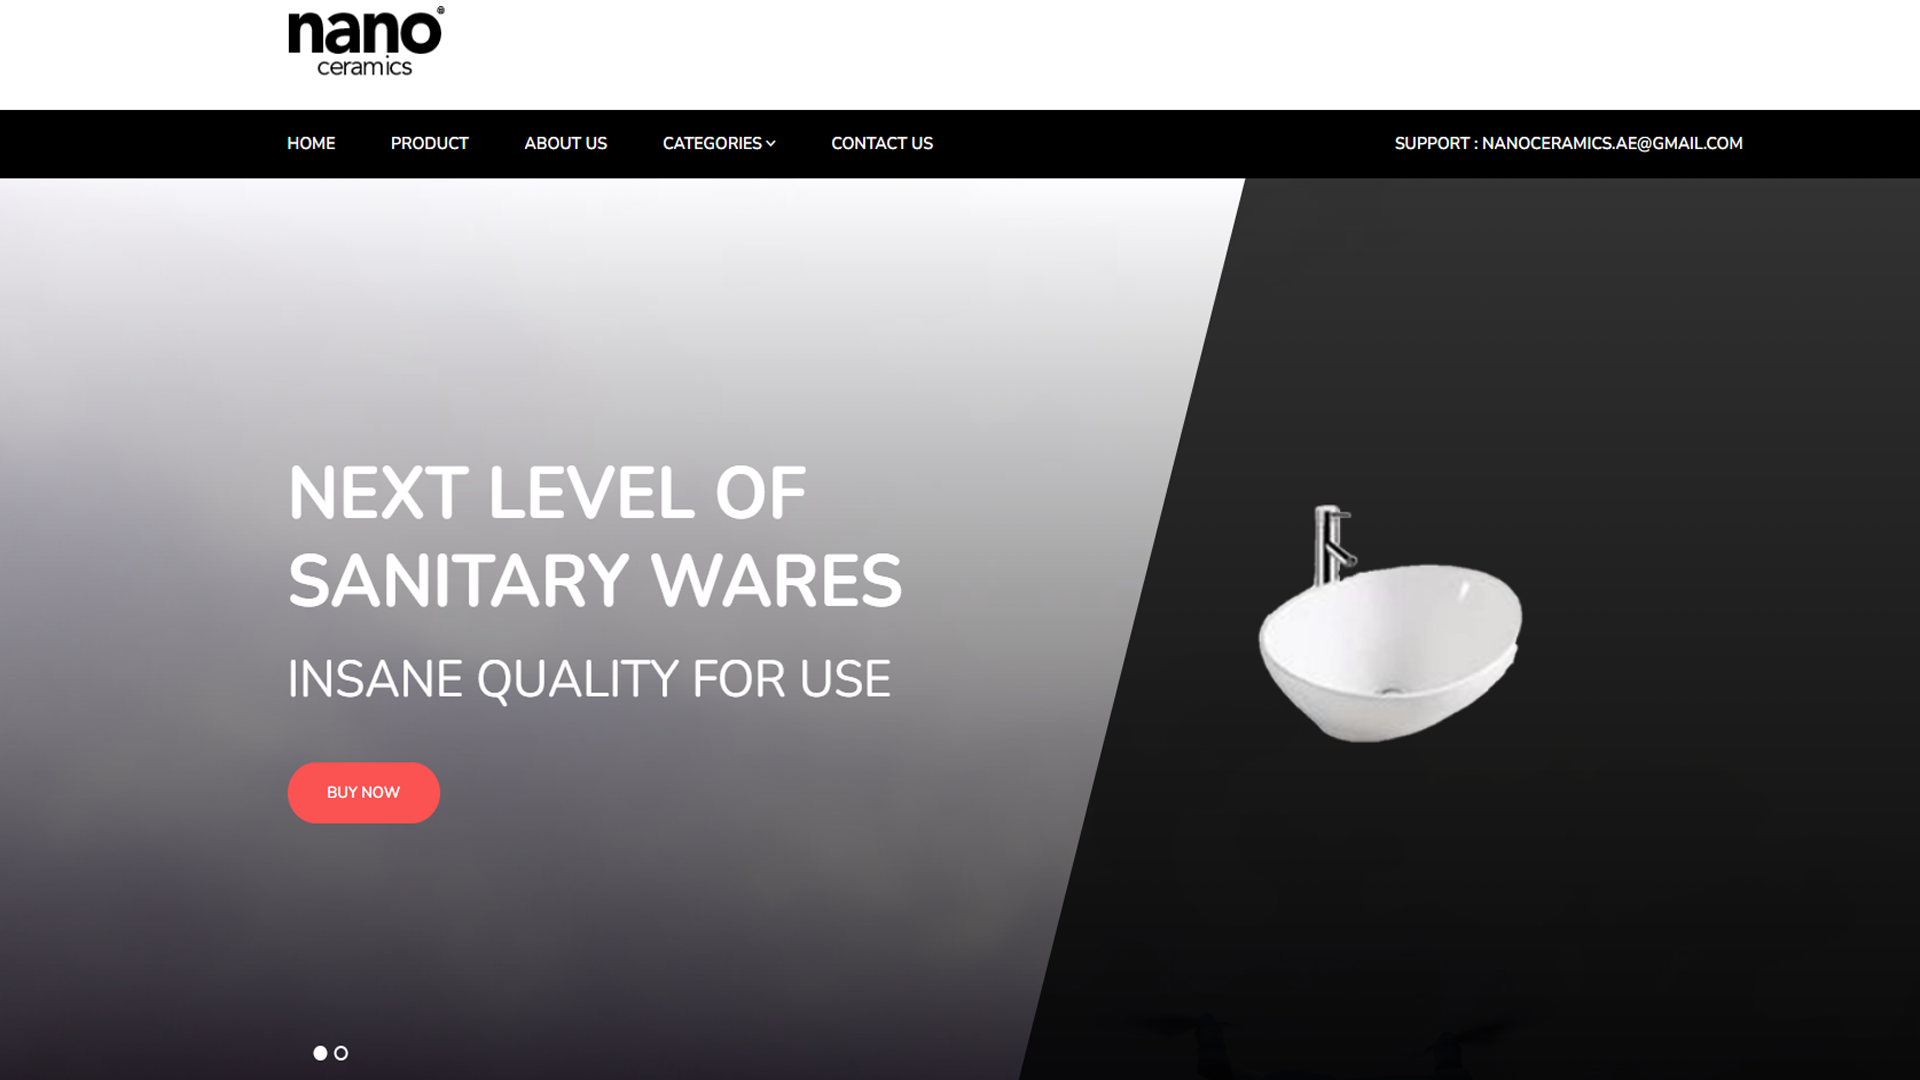 nano®
ceramics
HOME PRODUCT ABOUT US CATEGORIES CONTACT US SUPPORT : NANOCERAMICS.AE@GMAIL.COM
NEXT LEVEL OF
SANITARY WARES
INSANE QUALITY FOR USE
BUY NOW